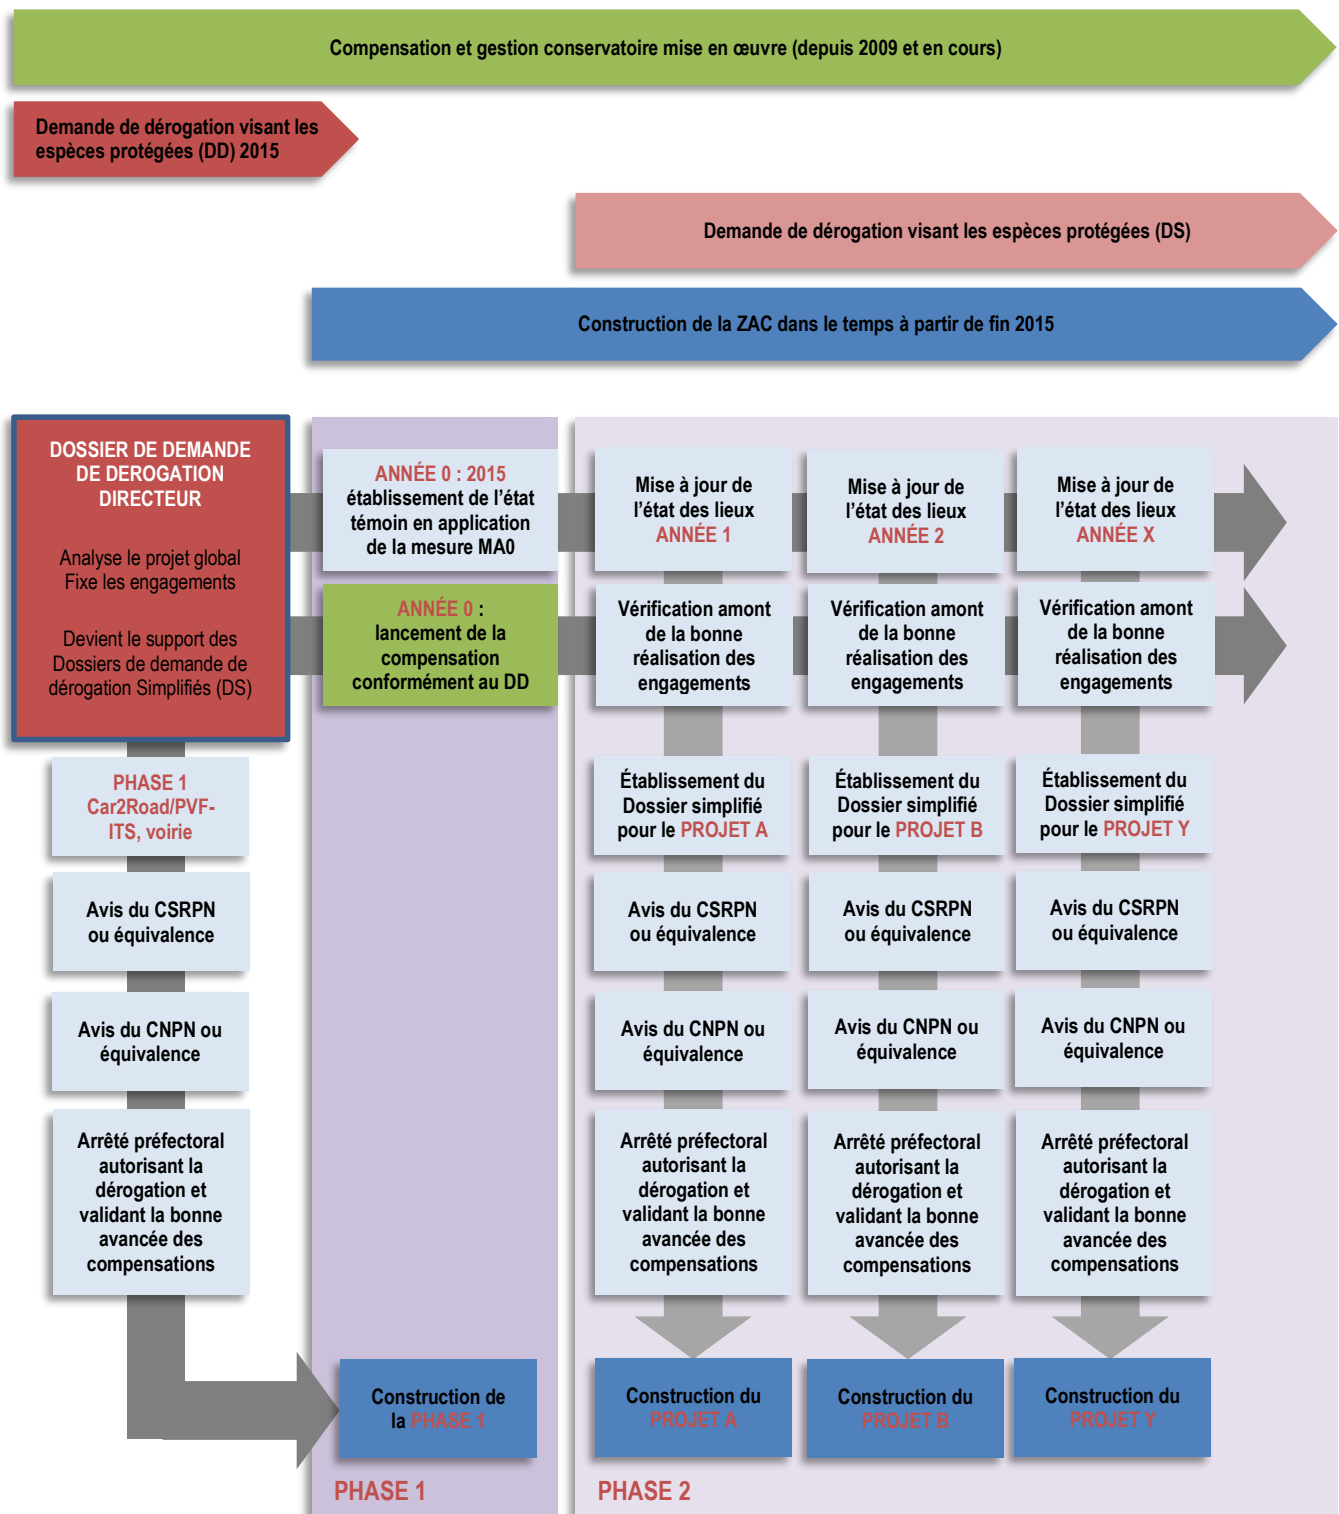 Compensation et gestion conservatoire mise en œuvre (depuis 2009 et en cours)
Demande de dérogation visant les
espèces protégées (DD) 2015
Demande de dérogation visant les espèces protégées (DS)
Construction de la ZAC dans le temps à partir de fin 2015
DOSSIER DE DEMANDE
DE DEROGATION
DIRECTEUR
Analyse le projet global
Fixe les engagements
Devient le support des
Dossiers de demande de
dérogation Simplifiés (DS)
ANNÉE 0 : 2015
établissement de l’état
témoin en application
de la mesure MA0
ANNÉE 0 :
lancement de la
compensation
conformément au DD
Mise à jour de
l’état des lieux
ANNÉE 1
Mise à jour de
l’état des lieux
ANNÉE 2
Mise à jour de
l’état des lieux
ANNÉE X
Vérification amont
de la bonne
réalisation des
engagements
Vérification amont
de la bonne
réalisation des
engagements
Vérification amont
de la bonne
réalisation des
engagements
PHASE 1
Car2Road/PVF-
ITS, voirie
Établissement du
Dossier simplifié
pour le PROJET A
Établissement du
Dossier simplifié
pour le PROJET B
Établissement du
Dossier simplifié
pour le PROJET Y
Avis du CSRPN
ou équivalence
Avis du CSRPN
ou équivalence
Avis du CSRPN
ou équivalence
Avis du CSRPN
ou équivalence
Avis du CNPN ou
équivalence
Avis du CNPN ou
équivalence
Avis du CNPN ou
équivalence
Avis du CNPN ou
équivalence
Arrêté préfectoral
autorisant la
dérogation et
validant la bonne
avancée des
compensations
Arrêté préfectoral
autorisant la
dérogation et
validant la bonne
avancée des
compensations
Arrêté préfectoral
autorisant la
dérogation et
validant la bonne
avancée des
compensations
Arrêté préfectoral
autorisant la
dérogation et
validant la bonne
avancée des
compensations
Construction de
la PHASE 1
Construction du
PROJET A
Construction du
PROJET B
Construction du
PROJET Y
PHASE 1
PHASE 2